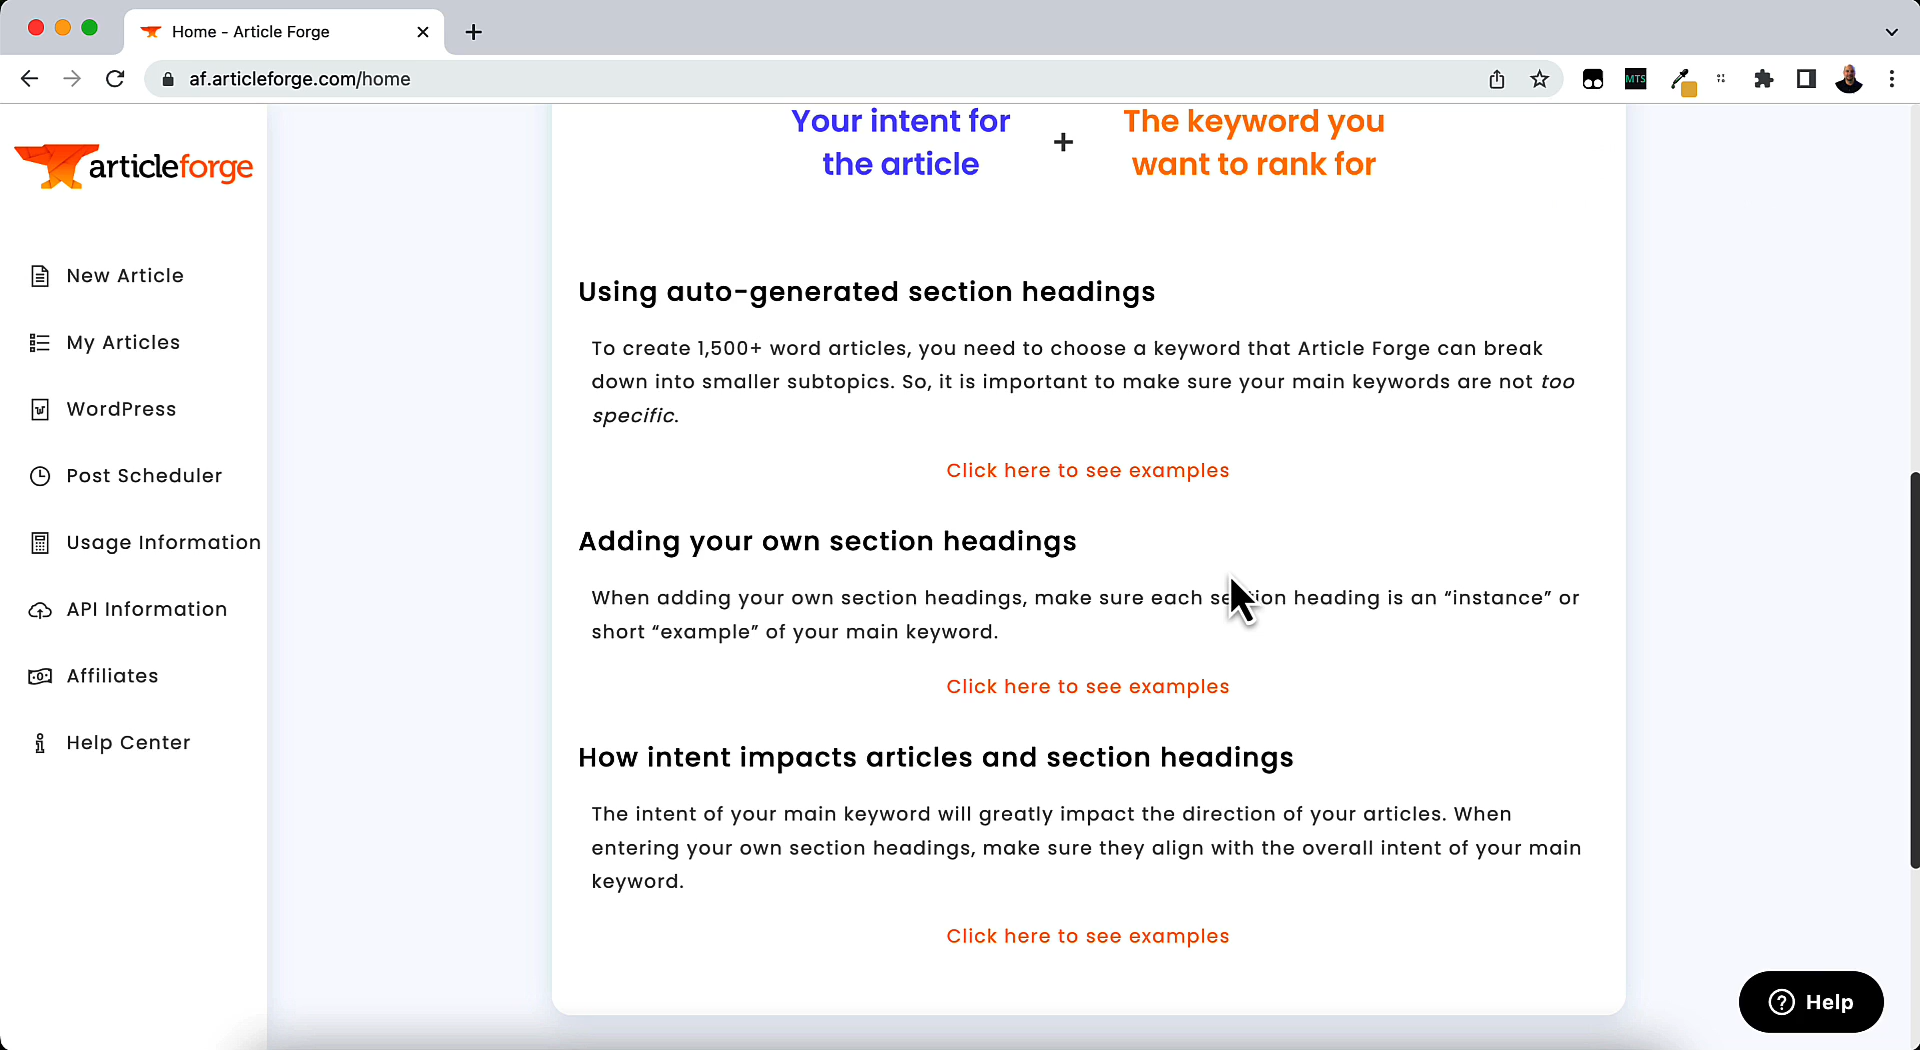 Home - Article Forge
af.articleforge.com/home
MTS
articleforge
New Article
My Articles
WordPress
Post Scheduler
Usage Information
API Information
Affiliates
Help Center
Your intent for
the article
+
The keyword you
want to rank for
Using auto-generated section headings
To create 1,500+ word articles, you need to choose a keyword that Article Forge can break
down into smaller subtopics. So, it is important to make sure your main keywords are not too
specific.
Click here to see examples
Adding your own section headings
When adding your own section headings, make sure each section heading is an “instance” or
short “example” of your main keyword.
Click here to see examples
How intent impacts articles and section headings
The intent of your main keyword will greatly impact the direction of your articles. When
entering your own section headings, make sure they align with the overall intent of your main
keyword.
Click here to see examples
Help